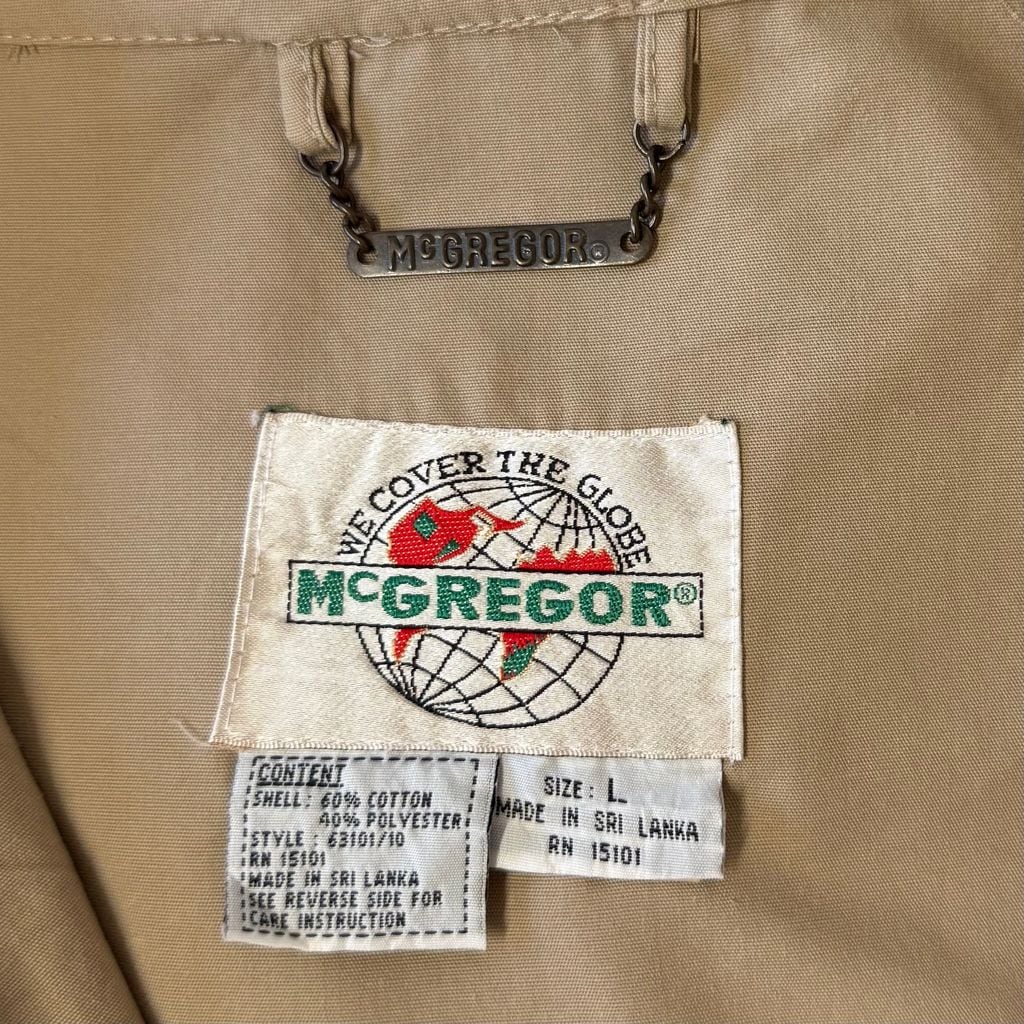 McGREGOR®
WE COVER THE GLOBE
McGREGOR®
CONTENT
SHELL: 60% COTTON
40% POLYESTER
STYLE : 63101/10
RN 15101
MADE IN SRI LANKA
SEE REVERSE SIDE FOR
CARE INSTRUCTION
SIZE: L
MADE IN SRI LANKA
RN 15101